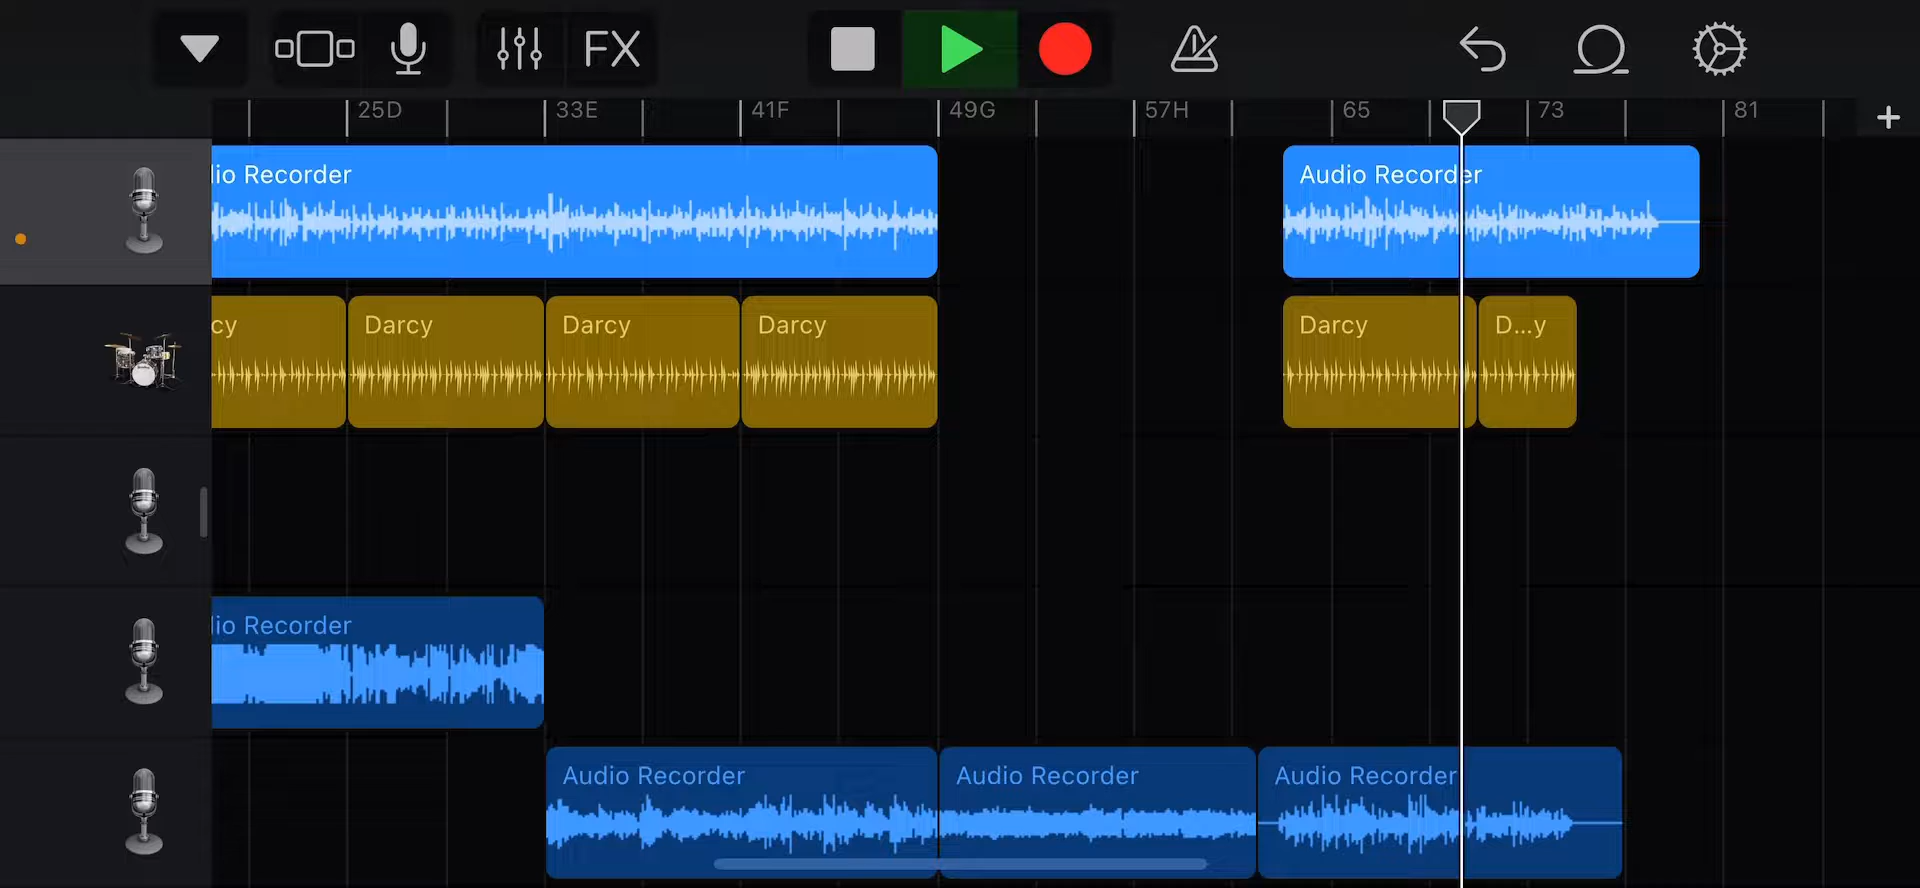 FX
25D 33E 41F 49G 57H 65 73 81
io Recorder Audio Recorder
cy Darcy Darcy Darcy Darcy D...y
io Recorder
Audio Recorder Audio Recorder Audio Recorder